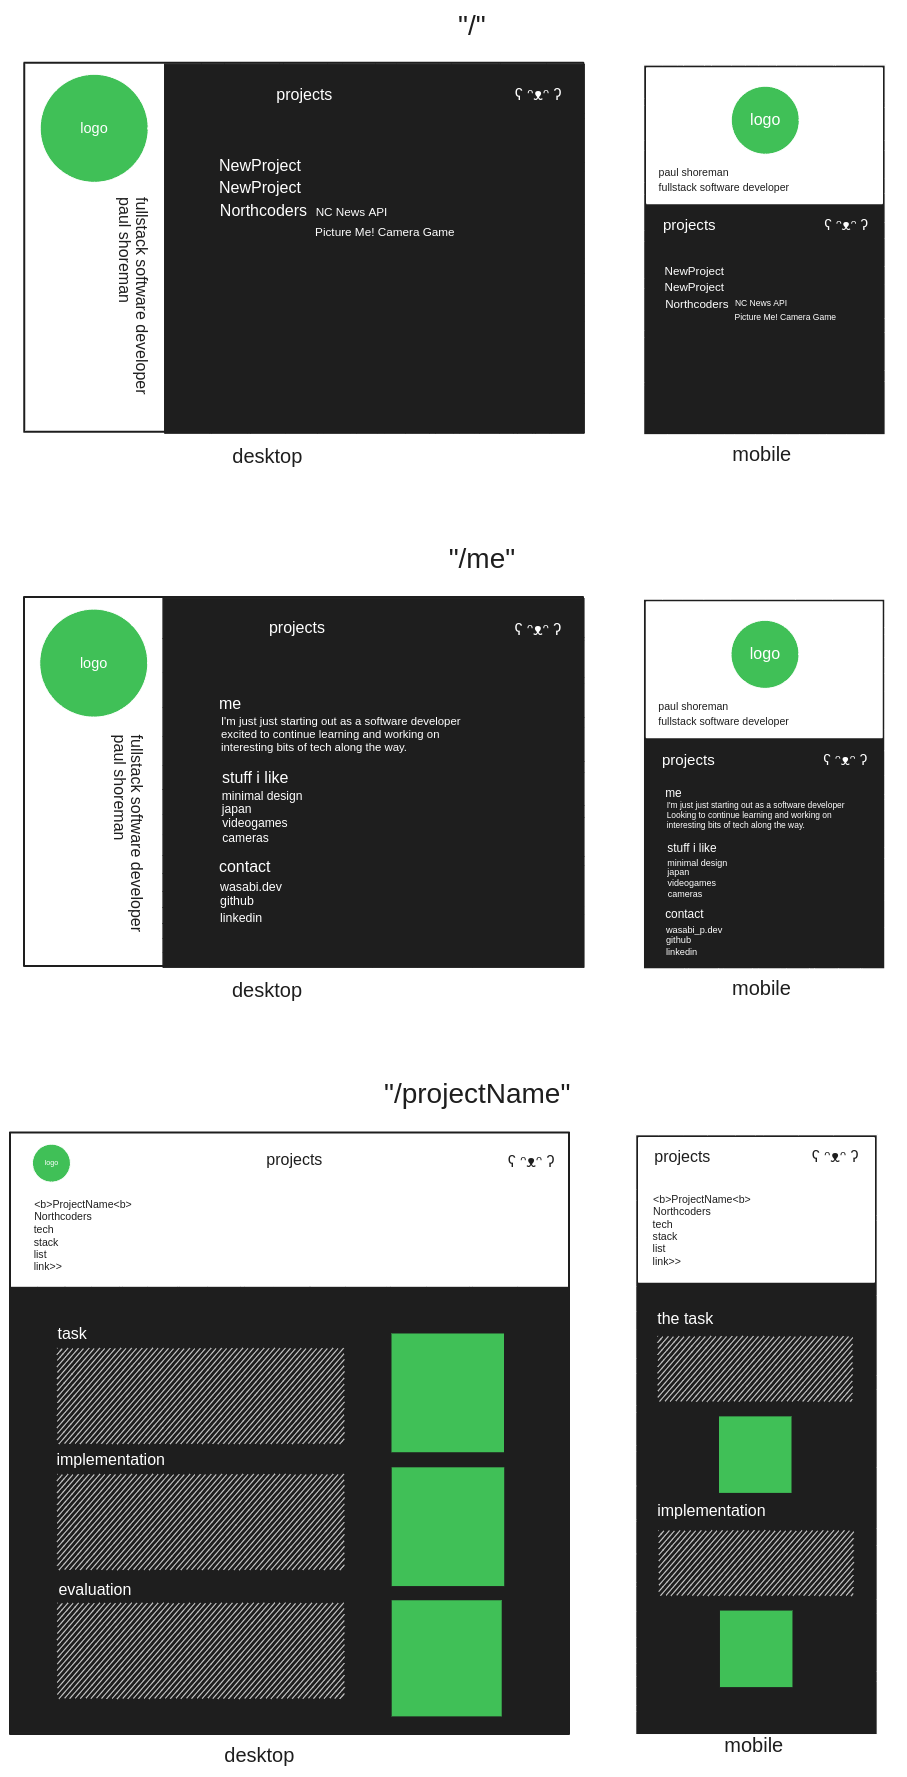 "/"
logo
fullstack software developer
paul shoreman
projects
ʕ ᵔᴥᵔ ʔ
NewProject
NewProject
Northcoders NC News API
Picture Me! Camera Game
desktop
logo
paul shoreman
fullstack software developer
projects
ʕ ᵔᴥᵔ ʔ
NewProject
NewProject
Northcoders NC News API
Picture Me! Camera Game
mobile
"/me"
logo
fullstack software developer
paul shoreman
projects
ʕ ᵔᴥᵔ ʔ
me
I'm just just starting out as a software developer
excited to continue learning and working on
interesting bits of tech along the way.
stuff i like
minimal design
japan
videogames
cameras
contact
wasabi.dev
github
linkedin
desktop
logo
paul shoreman
fullstack software developer
projects
ʕ ᵔᴥᵔ ʔ
me
I'm just just starting out as a software developer
Looking to continue learning and working on
interesting bits of tech along the way.
stuff i like
minimal design
japan
videogames
cameras
contact
wasabi_p.dev
github
linkedin
mobile
"/projectName"
logo
projects
ʕ ᵔᴥᵔ ʔ
<b>ProjectName<b>
Northcoders
tech
stack
list
link>>
task
implementation
evaluation
desktop
projects
ʕ ᵔᴥᵔ ʔ
<b>ProjectName<b>
Northcoders
tech
stack
list
link>>
the task
implementation
mobile